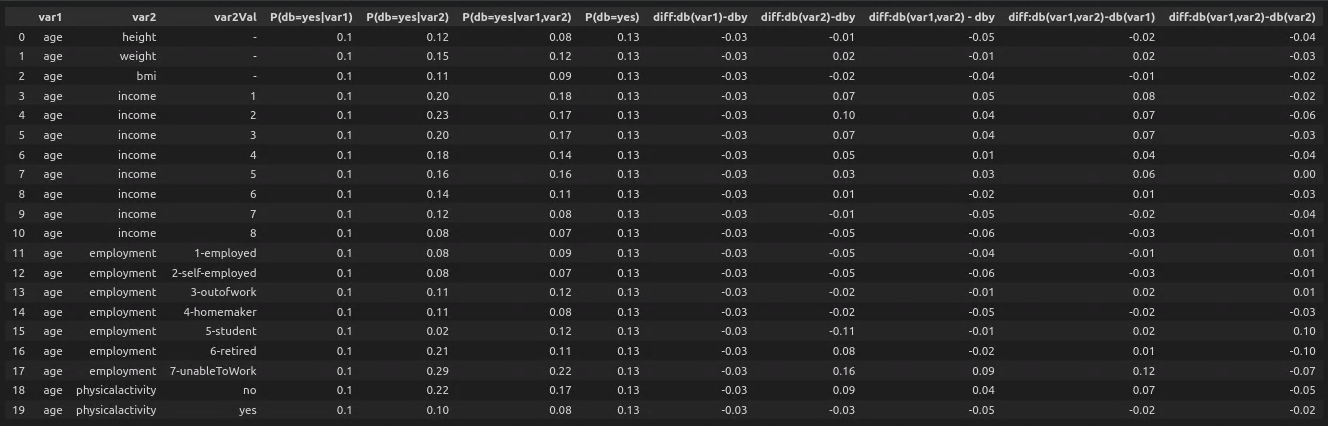 var1 var2 var2Val P(db=yes|var1) P(db=yes|var2) P(db=yes|var1,var2) P(db=yes) diff:db(var1)-dby diff:db(var2)-dby diff:db(var1,var2) - dby diff:db(var1,var2)-db(var1) diff:db(var1,var2)-db(var2)
0 age height - 0.1 0.12 0.08 0.13 -0.03 -0.01 -0.05 -0.02 -0.04
1 age weight - 0.1 0.15 0.12 0.13 -0.03 0.02 -0.01 0.02 -0.03
2 age bmi - 0.1 0.11 0.09 0.13 -0.03 -0.02 -0.04 -0.01 -0.02
3 age income 1 0.1 0.20 0.18 0.13 -0.03 0.07 0.05 0.08 -0.02
4 age income 2 0.1 0.23 0.17 0.13 -0.03 0.10 0.04 0.07 -0.06
5 age income 3 0.1 0.20 0.17 0.13 -0.03 0.07 0.04 0.07 -0.03
6 age income 4 0.1 0.18 0.14 0.13 -0.03 0.05 0.01 0.04 -0.04
7 age income 5 0.1 0.16 0.16 0.13 -0.03 0.03 0.03 0.06 0.00
8 age income 6 0.1 0.14 0.11 0.13 -0.03 0.01 -0.02 0.01 -0.03
9 age income 7 0.1 0.12 0.08 0.13 -0.03 -0.01 -0.05 -0.02 -0.04
10 age income 8 0.1 0.08 0.07 0.13 -0.03 -0.05 -0.06 -0.03 -0.01
11 age employment 1-employed 0.1 0.08 0.09 0.13 -0.03 -0.05 -0.04 -0.01 0.01
12 age employment 2-self-employed 0.1 0.08 0.07 0.13 -0.03 -0.05 -0.06 -0.03 -0.01
13 age employment 3-outofwork 0.1 0.11 0.12 0.13 -0.03 -0.02 -0.01 0.02 0.01
14 age employment 4-homemaker 0.1 0.11 0.08 0.13 -0.03 -0.02 -0.05 -0.02 -0.03
15 age employment 5-student 0.1 0.02 0.12 0.13 -0.03 -0.11 -0.01 0.02 0.10
16 age employment 6-retired 0.1 0.21 0.11 0.13 -0.03 0.08 -0.02 0.01 -0.10
17 age employment 7-unableToWork 0.1 0.29 0.22 0.13 -0.03 0.16 0.09 0.12 -0.07
18 age physicalactivity no 0.1 0.22 0.17 0.13 -0.03 0.09 0.04 0.07 -0.05
19 age physicalactivity yes 0.1 0.10 0.08 0.13 -0.03 -0.03 -0.05 -0.02 -0.02